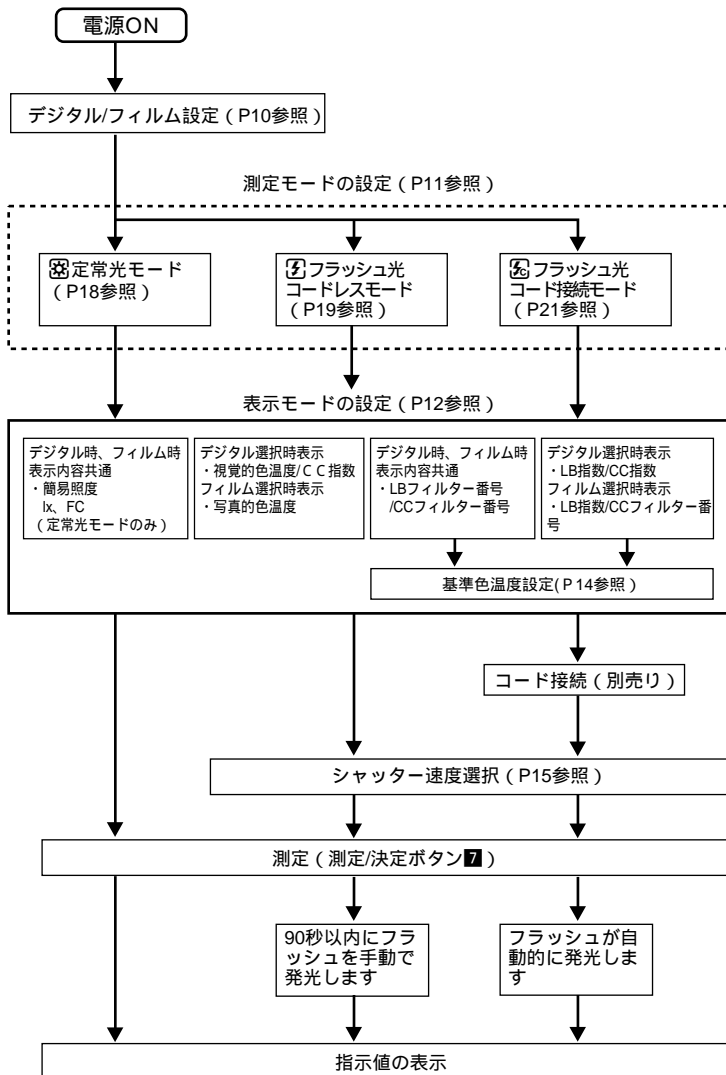 電源ON
デジタル/フィルム設定（P10参照）
測定モードの設定（P11参照）
定常光モード
（P18参照）
フラッシュ光
コードレスモード
（P19参照）
C フラッシュ光
コード接続モード
（P21参照）
表示モードの設定（P12参照）
デジタル時、フィルム時
表示内容共通
・簡易照度
lx、FC
（定常光モードのみ）
デジタル選択時表示
・視覚的色温度/ＣＣ指数
フィルム選択時表示
・写真的色温度
デジタル時、フィルム時
表示内容共通
・LBフィルター番号
/CCフィルター番号
デジタル選択時表示
・LB指数/CC指数
フィルム選択時表示
・LB指数/CCフィルター番
号
基準色温度設定(Ｐ14参照）
コード接続（別売り）
シャッター速度選択（P15参照）
測定（測定/決定ボタン7）
90秒以内にフラ
ッシュを手動で
発光します
フラッシュが自
動的に発光しま
す
指示値の表示